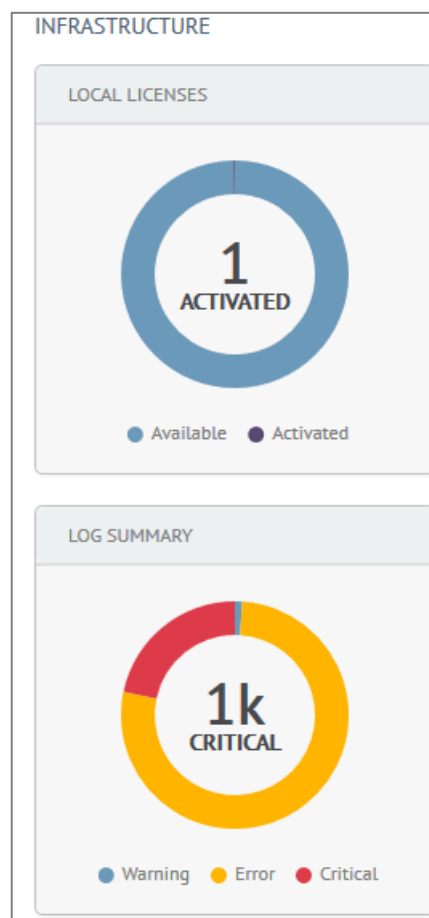 INFRASTRUCTURE
LOCAL LICENSES
1
ACTIVATED
Available Activated
LOG SUMMARY
1k
CRITICAL
Warning Error Critical